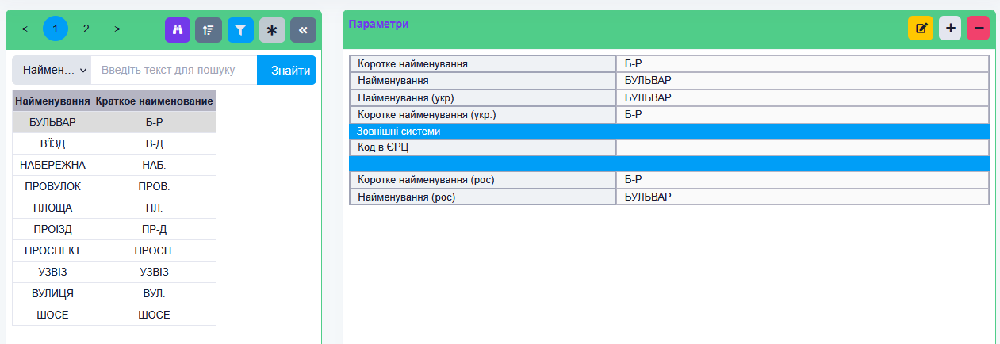 < 1 2 >
Наймен... Введіть текст для пошуку Знайти
Найменування Краткое наименование
БУЛЬВАР Б-Р
В'ЇЗД В-Д
НАБЕРЕЖНА НАБ.
ПРОВУЛОК ПРОВ.
ПЛОЩА ПЛ.
ПРОЇЗД ПР-Д
ПРОСПЕКТ ПРОСП.
УЗВІЗ УЗВІЗ
ВУЛИЦЯ ВУЛ.
ШОСЕ ШОСЕ
Параметри
Коротке найменування Б-Р
Найменування БУЛЬВАР
Найменування (укр) БУЛЬВАР
Коротке найменування (укр.) Б-Р
Зовнішні системи
Код в ЄРЦ
Коротке найменування (рос) Б-Р
Найменування (рос) БУЛЬВАР